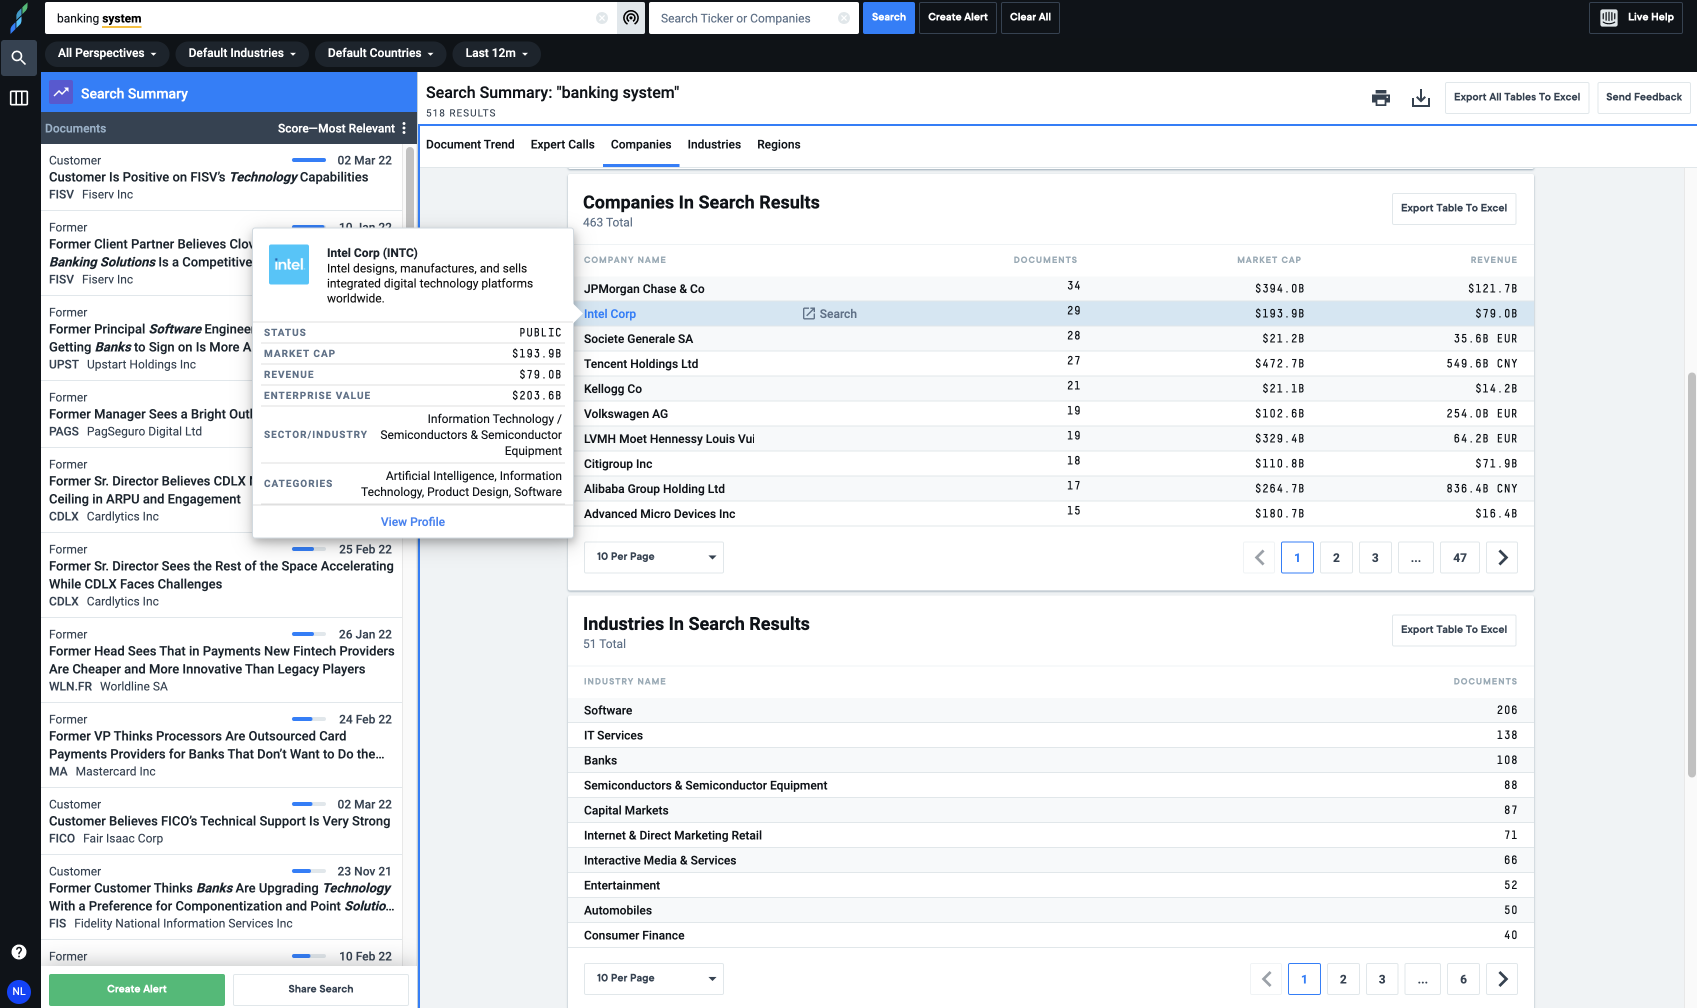 banking system
Search Ticker or Companies
Search
Create Alert
Clear All
Live Help
All Perspectives
Default Industries
Default Countries
Last 12m
Search Summary
Documents
Score—Most Relevant
Customer 02 Mar 22
Customer Is Positive on FISV's Technology Capabilities
FISV Fiserv Inc
Former 10 Jan 22
Former Client Partner Believes Clov
Banking Solutions Is a Competitive
FISV Fiserv Inc
Former
Former Principal Software Enginee
Getting Banks to Sign on Is More A
UPST Upstart Holdings Inc
Former
Former Manager Sees a Bright Outl
PAGS PagSeguro Digital Ltd
Former
Former Sr. Director Believes CDLX
Ceiling in ARPU and Engagement
CDLX Cardlytics Inc
Former 25 Feb 22
Former Sr. Director Sees the Rest of the Space Accelerating
While CDLX Faces Challenges
CDLX Cardlytics Inc
Former 26 Jan 22
Former Head Sees That in Payments New Fintech Providers
Are Cheaper and More Innovative Than Legacy Players
WLN.FR Worldline SA
Former 24 Feb 22
Former VP Thinks Processors Are Outsourced Card
Payments Providers for Banks That Don't Want to Do the...
MA Mastercard Inc
Customer 02 Mar 22
Customer Believes FICO's Technical Support Is Very Strong
FICO Fair Isaac Corp
Customer 23 Nov 21
Former Customer Thinks Banks Are Upgrading Technology
With a Preference for Componentization and Point Solutio...
FIS Fidelity National Information Services Inc
Former 10 Feb 22
Create Alert
Share Search
NL
intel
Intel Corp (INTC)
Intel designs, manufactures, and sells
integrated digital technology platforms
worldwide.
STATUS PUBLIC
MARKET CAP $193.9B
REVENUE $79.0B
ENTERPRISE VALUE $203.6B
SECTOR/INDUSTRY Information Technology /
Semiconductors & Semiconductor
Equipment
CATEGORIES Artificial Intelligence, Information
Technology, Product Design, Software
View Profile
Search Summary: "banking system"
518 RESULTS
Export All Tables To Excel
Send Feedback
Document Trend
Expert Calls
Companies
Industries
Regions
Companies In Search Results
463 Total
Export Table To Excel
COMPANY NAME DOCUMENTS MARKET CAP REVENUE
JPMorgan Chase & Co 34 $394.0B $121.7B
Intel Corp Search 29 $193.9B $79.0B
Societe Generale SA 28 $21.2B 35.6B EUR
Tencent Holdings Ltd 27 $472.7B 549.6B CNY
Kellogg Co 21 $21.1B $14.2B
Volkswagen AG 19 $102.6B 254.0B EUR
LVMH Moet Hennessy Louis Vui 19 $329.4B 64.2B EUR
Citigroup Inc 18 $110.8B $71.9B
Alibaba Group Holding Ltd 17 $264.7B 836.4B CNY
Advanced Micro Devices Inc 15 $180.7B $16.4B
10 Per Page
1 2 3 ... 47
Industries In Search Results
51 Total
Export Table To Excel
INDUSTRY NAME DOCUMENTS
Software 206
IT Services 138
Banks 108
Semiconductors & Semiconductor Equipment 88
Capital Markets 87
Internet & Direct Marketing Retail 71
Interactive Media & Services 66
Entertainment 52
Automobiles 50
Consumer Finance 40
10 Per Page
1 2 3 ... 6